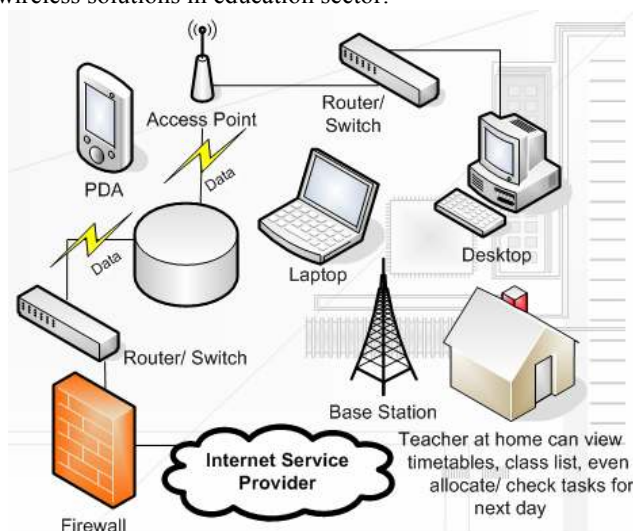 wireless solutions in education sector.
Access Point
Router/
Switch
PDA
Data
Laptop
Desktop
Data
Router/ Switch
Base Station
Internet Service
Provider
Teacher at home can view
timetables, class list, even
allocate/ check tasks for
next day
Firewall